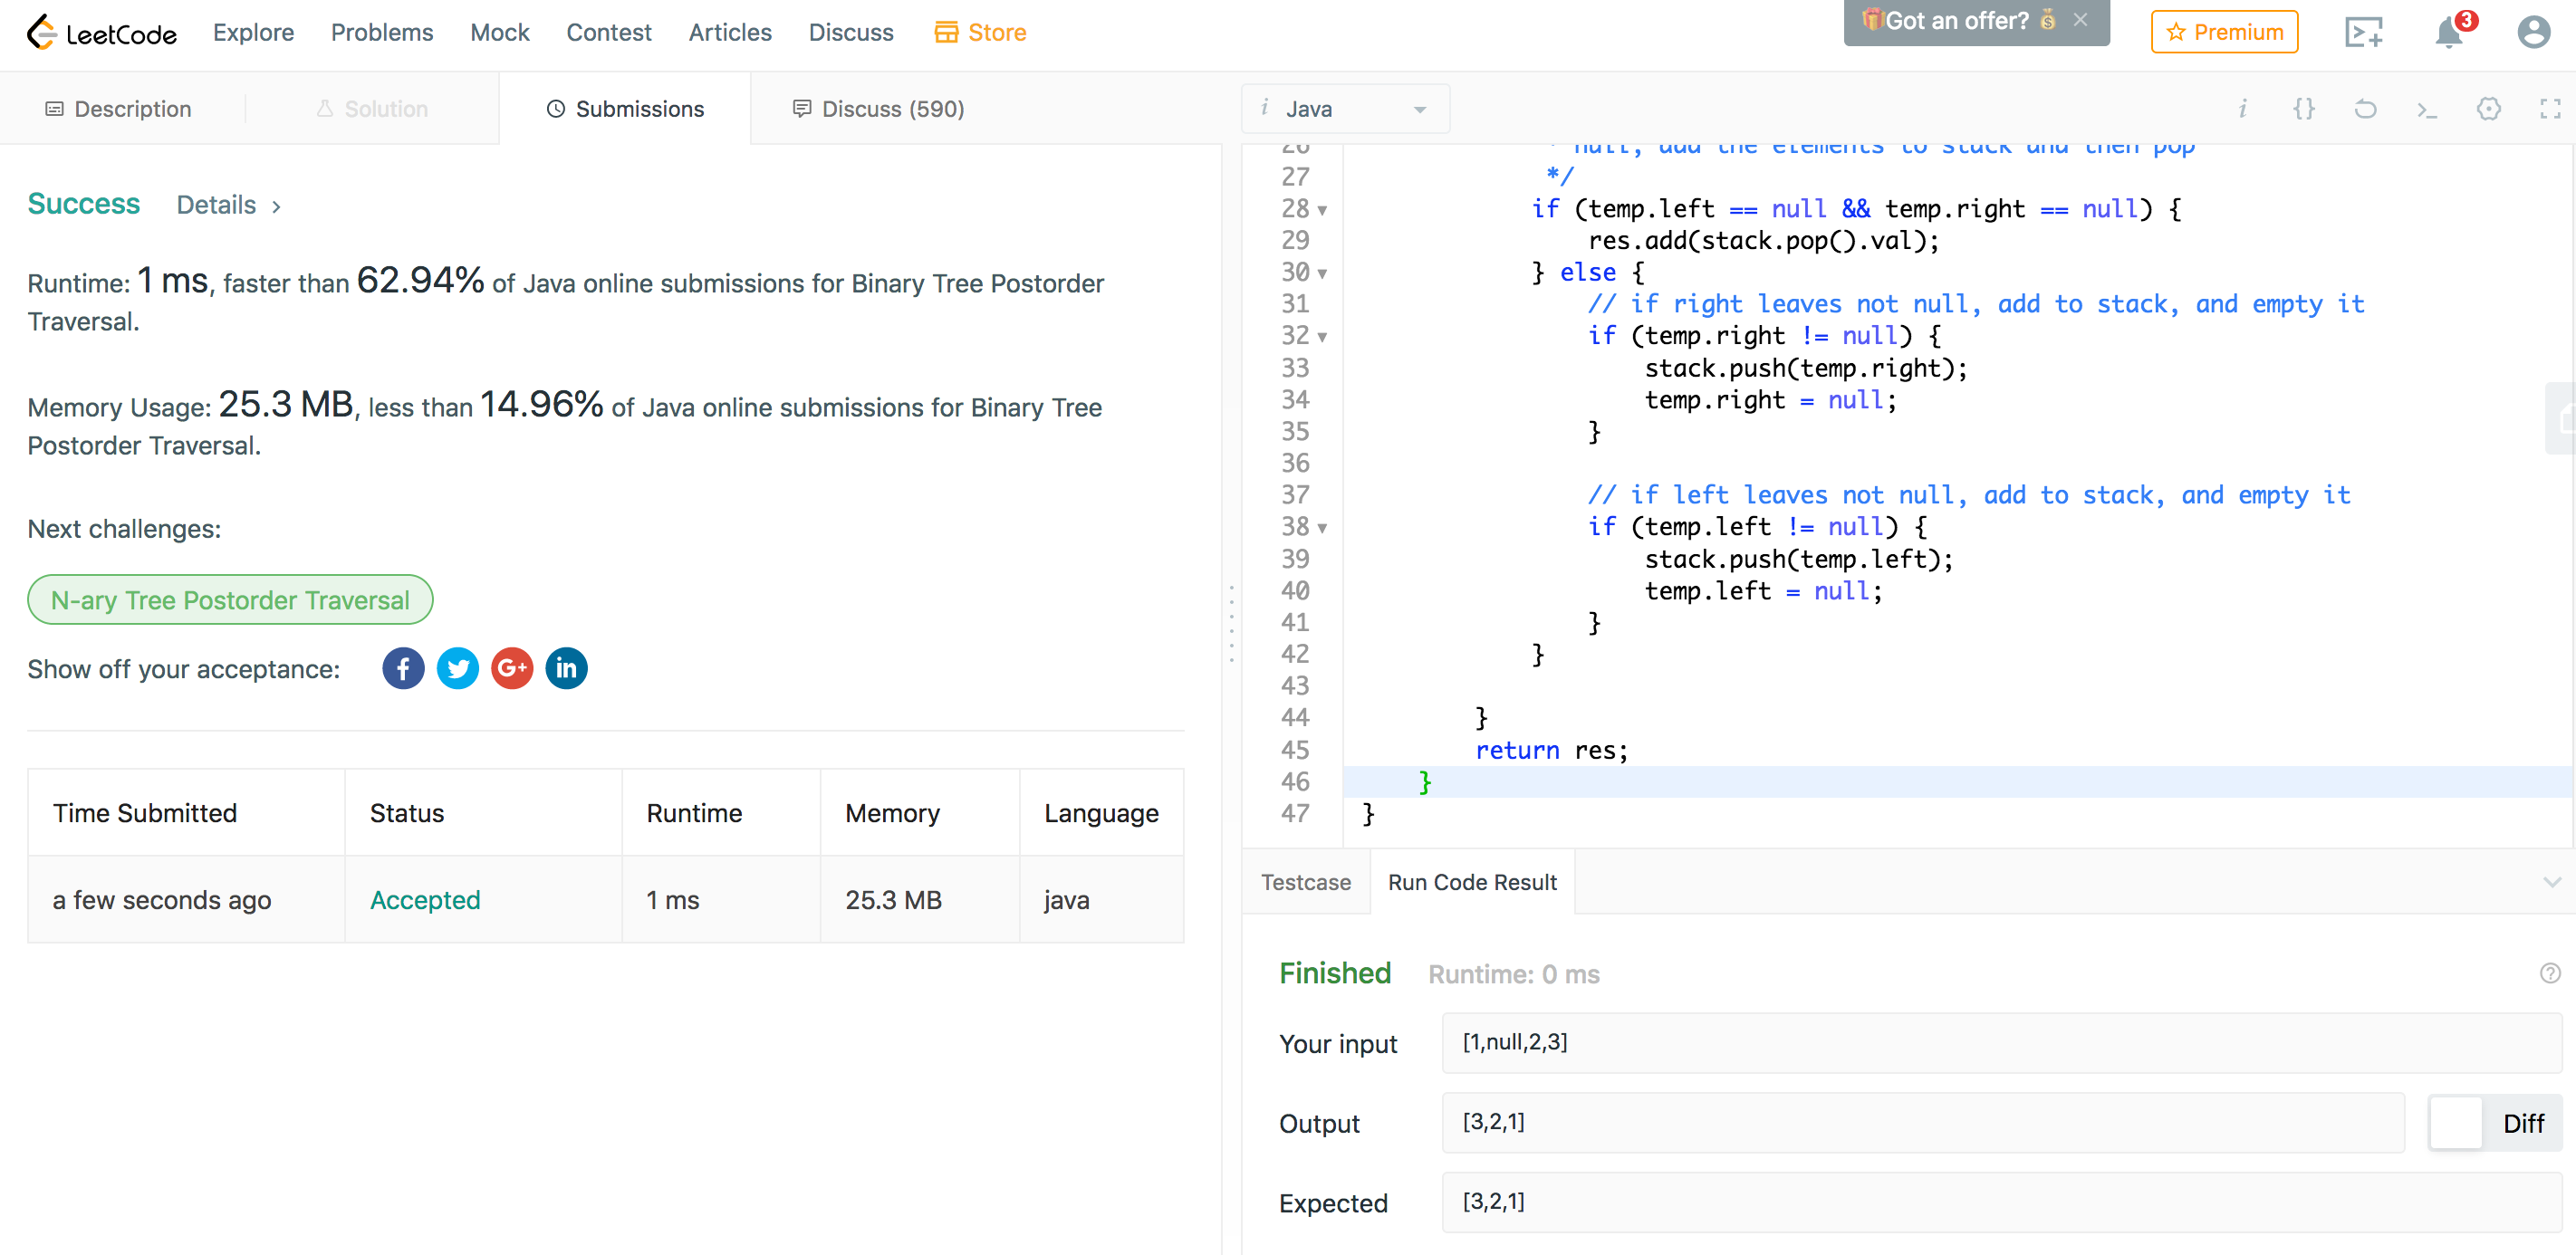 LeetCode Explore Problems Mock Contest Articles Discuss Store Got an offer? × Premium 3
Description Solution Submissions Discuss (590)
Success Details >
Runtime: 1 ms, faster than 62.94% of Java online submissions for Binary Tree Postorder
Traversal.
Memory Usage: 25.3 MB, less than 14.96% of Java online submissions for Binary Tree
Postorder Traversal.
Next challenges:
N-ary Tree Postorder Traversal
Show off your acceptance: f G+ in
Time Submitted Status Runtime Memory Language
a few seconds ago Accepted 1 ms 25.3 MB java
i Java i {} >_
26 * null, add the elements to stack and then pop
27 */
28 if (temp.left == null && temp.right == null) {
29 res.add(stack.pop().val);
30 } else {
31 // if right leaves not null, add to stack, and empty it
32 if (temp.right != null) {
33 stack.push(temp.right);
34 temp.right = null;
35 }
36
37 // if left leaves not null, add to stack, and empty it
38 if (temp.left != null) {
39 stack.push(temp.left);
40 temp.left = null;
41 }
42 }
43
44 }
45 return res;
46 }
47 }
Testcase Run Code Result
Finished Runtime: 0 ms ?
Your input [1,null,2,3]
Output [3,2,1] Diff
Expected [3,2,1]